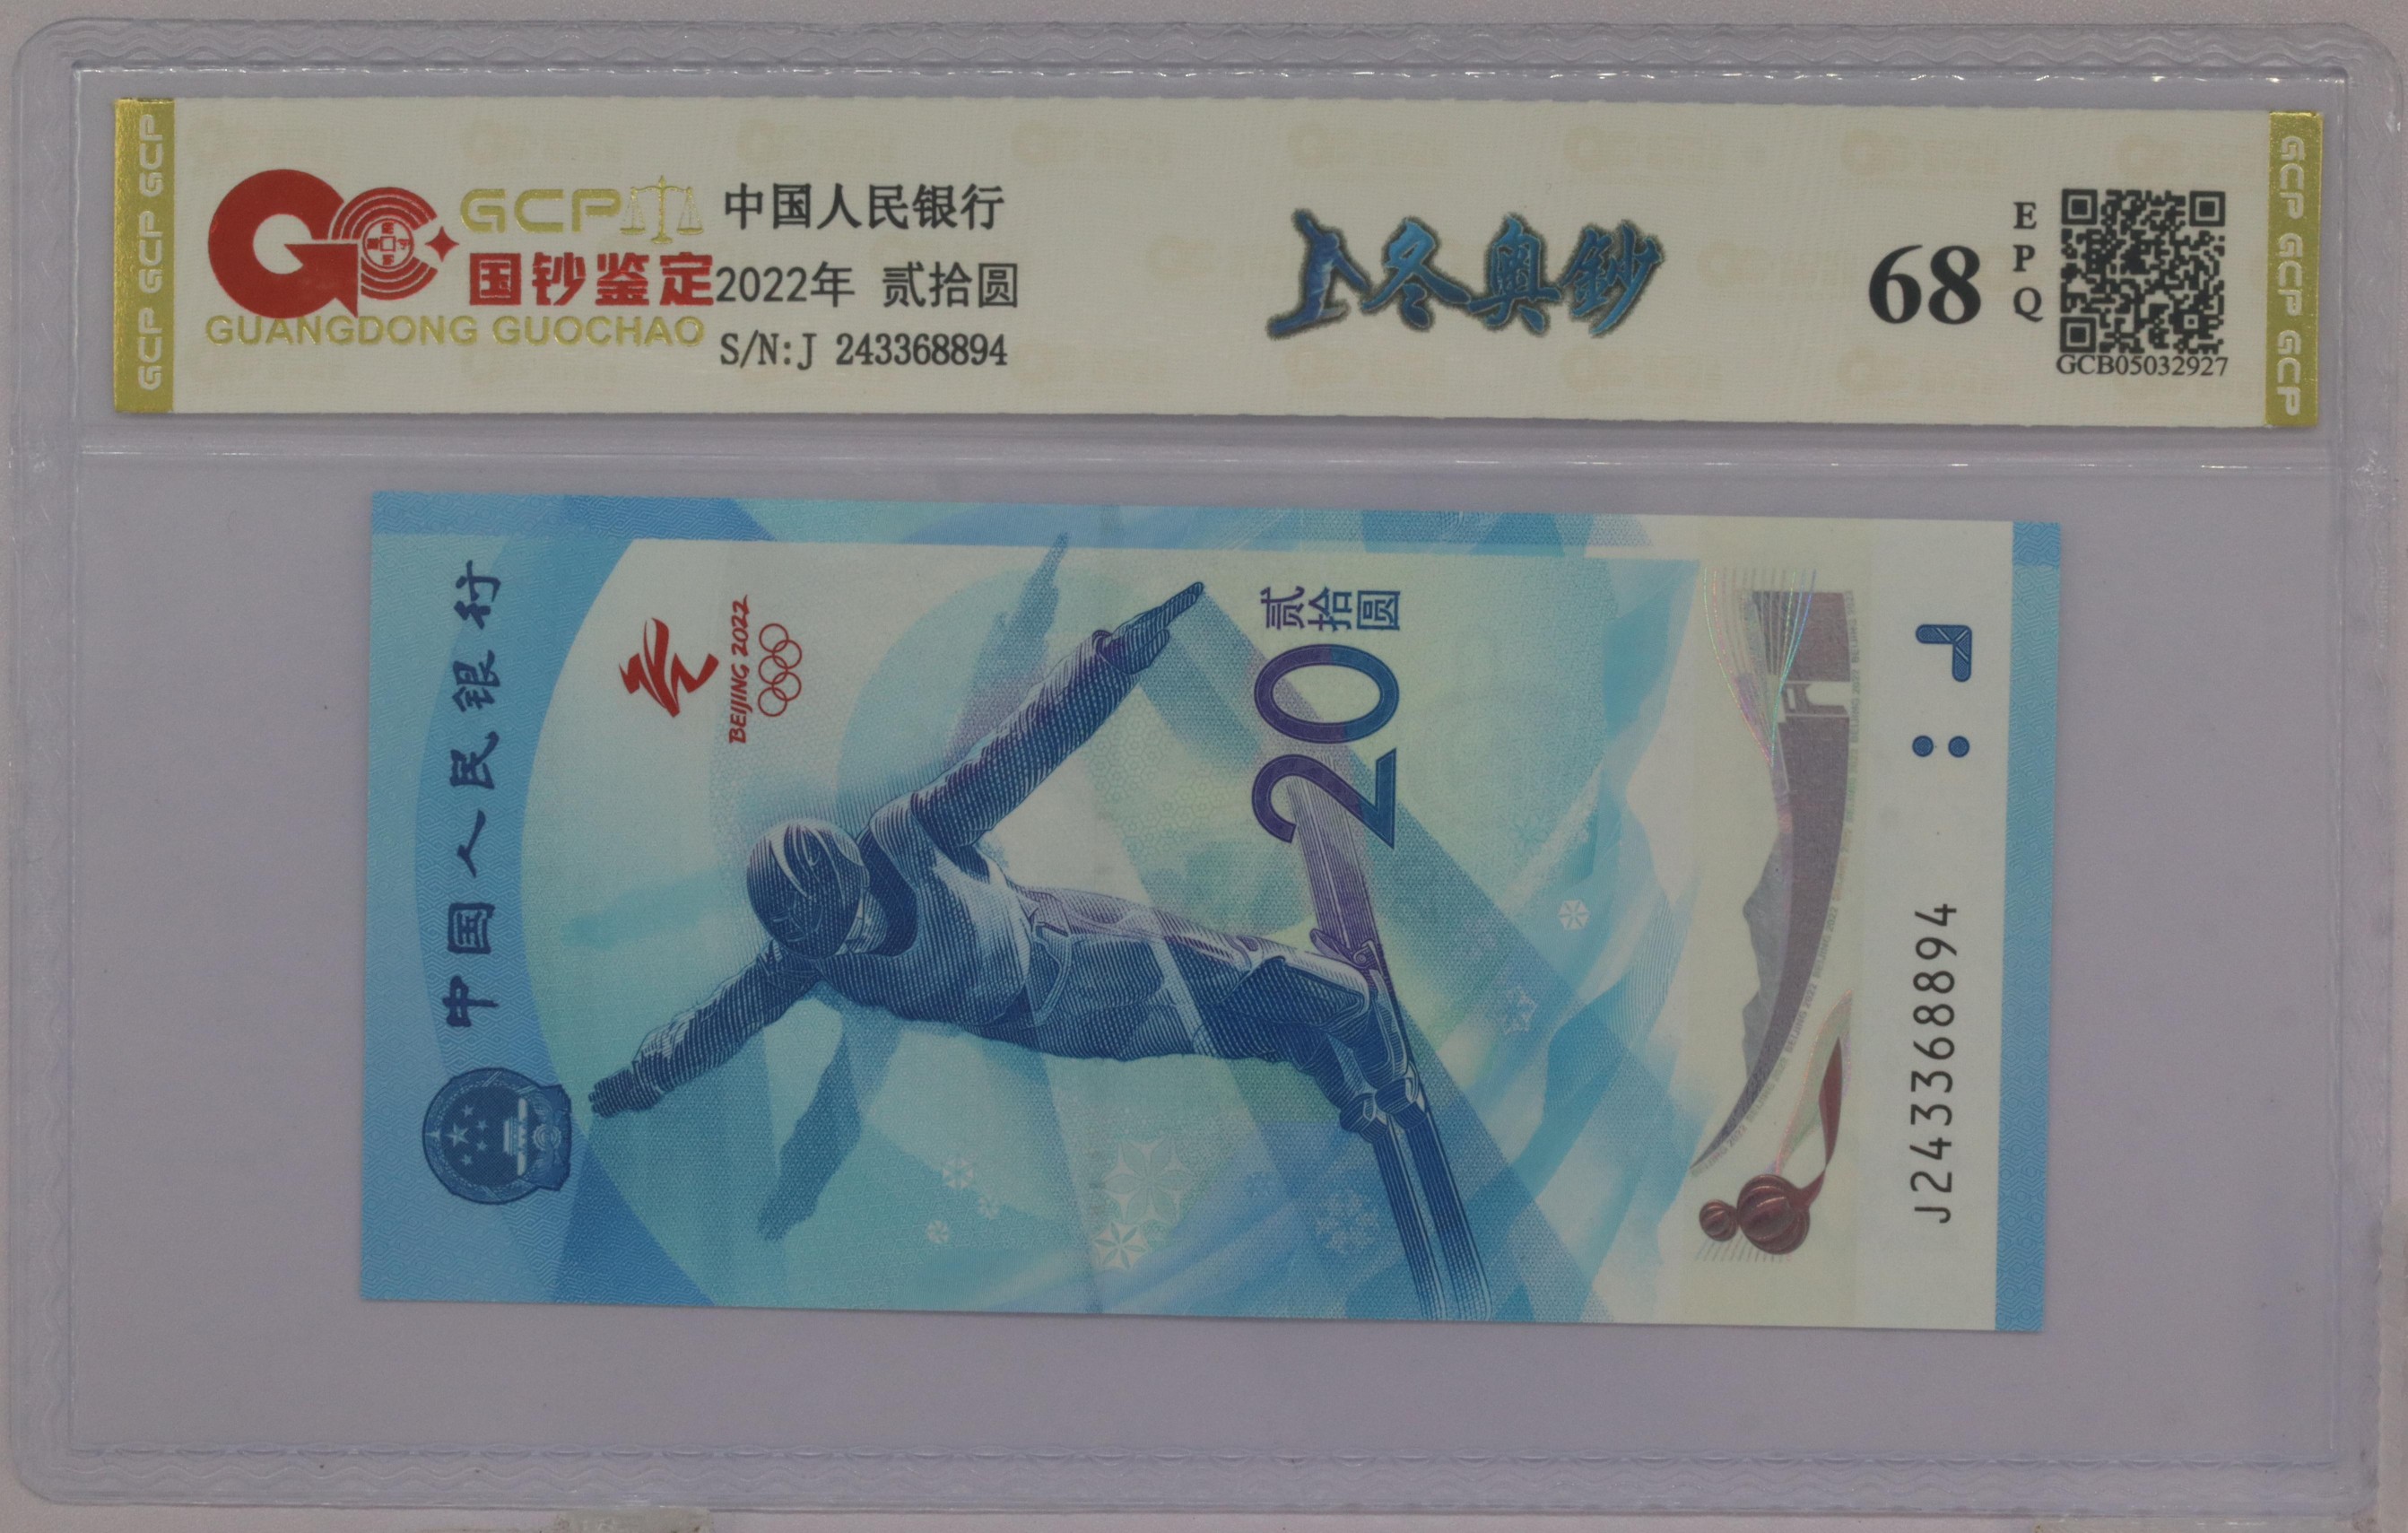 GCP GCP GCP
GCP
国钞鉴定
GUANGDONG GUOCHAO
中国人民银行
2022年 贰拾圆
S/N:J 243368894
冬奥鈔
68
EPQ
GCB05032927
GCP GCP GCP
中国人民银行
BEIJING 2022
20
贰拾圆
J243368894